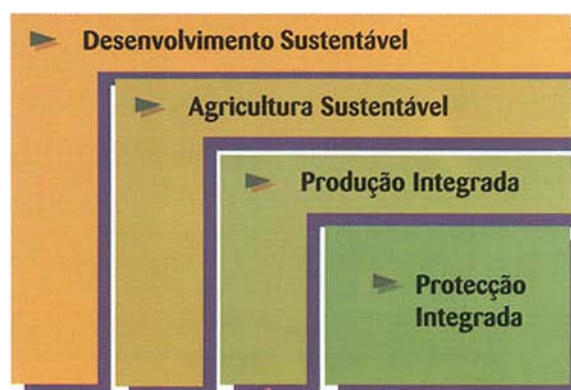 Desenvolvimento Sustentável
Agricultura Sustentável
Produção Integrada
Protecção
Integrada